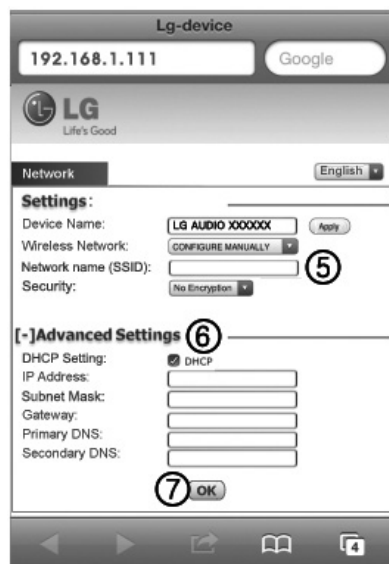 Lg-device
192.168.1.111 Google
LG
Life's Good
Network English
Settings:
Device Name: LG AUDIO XXXXXX Apply
Wireless Network: CONFIGURE MANUALLY
Network name (SSID): ⑤
Security: No Encryption
[-]Advanced Settings ⑥
DHCP Setting: DHCP
IP Address:
Subnet Mask:
Gateway:
Primary DNS:
Secondary DNS:
⑦ OK
4